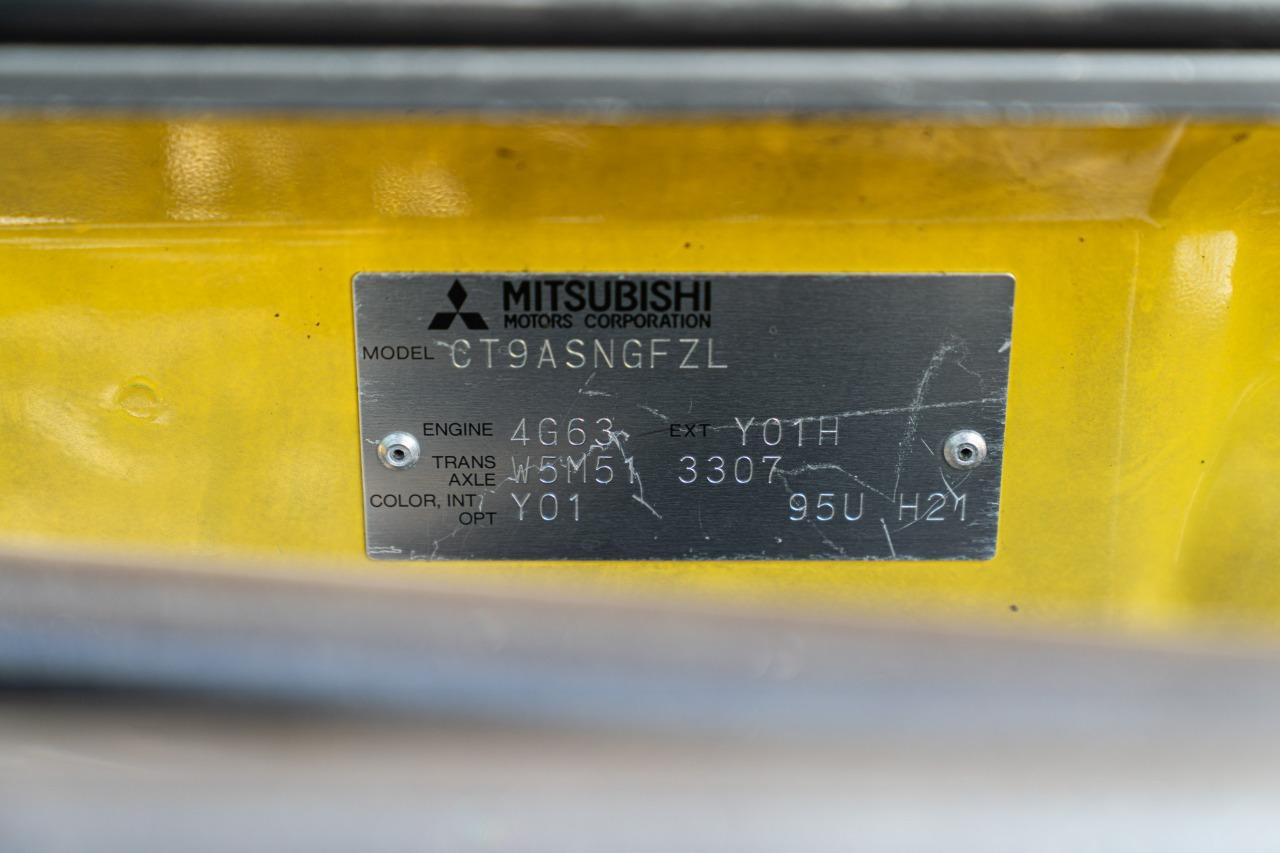 MITSUBISHI
MOTORS CORPORATION
MODEL CT9ASNGFZL
ENGINE 4G63 EXT Y01H
TRANS AXLE W5M51 3307
COLOR, INT, OPT Y01 95U H21